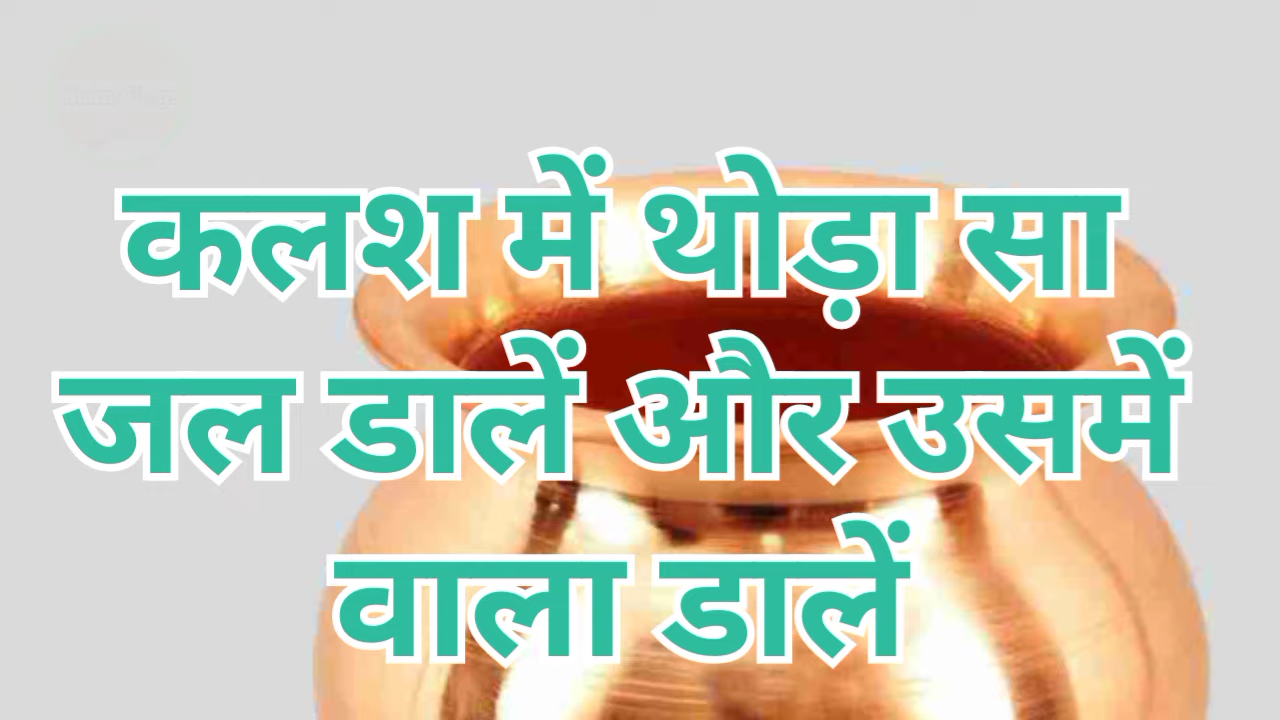 कलश में थोड़ा सा
जल डालें और उसमें
वाला डालें